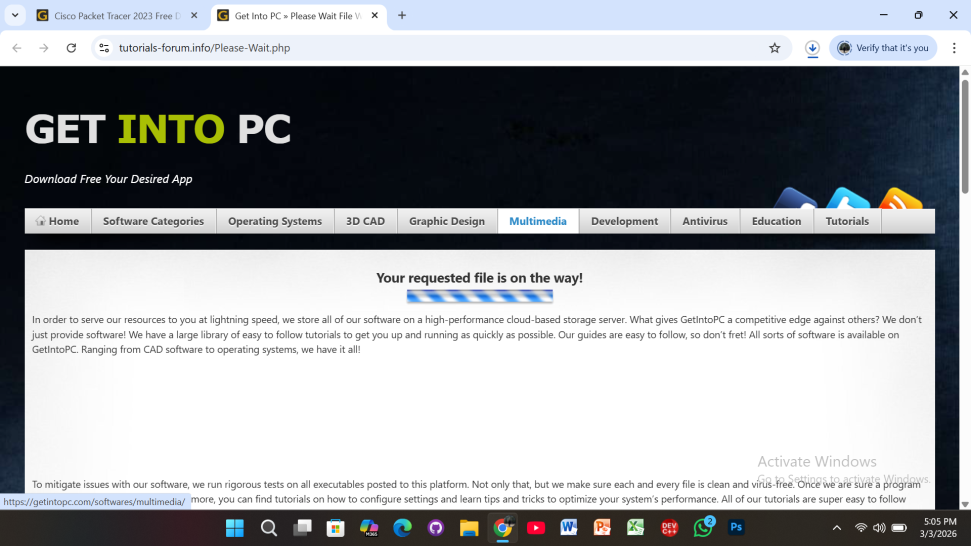 Cisco Packet Tracer 2023 Free D
Get Into PC » Please Wait File W
tutorials-forum.info/Please-Wait.php
Verify that it's you
GET INTO PC
Download Free Your Desired App
Home Software Categories Operating Systems 3D CAD Graphic Design Multimedia Development Antivirus Education Tutorials
Your requested file is on the way!
In order to serve our resources to you at lightning speed, we store all of our software on a high-performance cloud-based storage server. What gives GetIntoPC a competitive edge against others? We don't
just provide software! We have a large library of easy to follow tutorials to get you up and running as quickly as possible. Our guides are easy to follow, so don't fret! All sorts of software is available on
GetIntoPC. Ranging from CAD software to operating systems, we have it all!
Activate Windows
Go to Settings to activate Windows.
To mitigate issues with our software, we run rigorous tests on all executables posted to this platform. Not only that, but we make sure each and every file is clean and virus-free. Once we are sure a program
https://getintopc.com/softwares/multimedia/
more, you can find tutorials on how to configure settings and learn tips and tricks to optimize your system's performance. All of our tutorials are super easy to follow
M365
DEV
C++
2
Ps
5:05 PM
3/3/2026